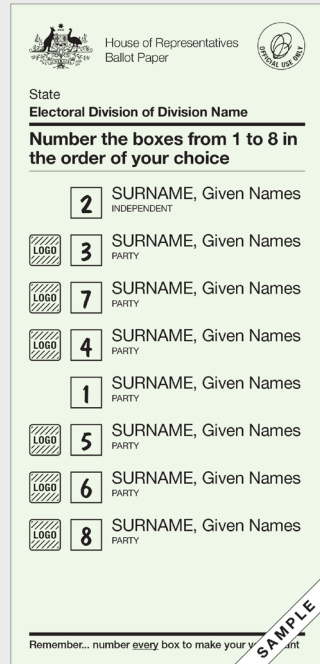 House of Representatives
Ballot Paper
OFFICIAL USE ONLY
State
Electoral Division of Division Name
Number the boxes from 1 to 8 in
the order of your choice
2 SURNAME, Given Names
INDEPENDENT
LOGO 3 SURNAME, Given Names
PARTY
LOGO 7 SURNAME, Given Names
PARTY
LOGO 4 SURNAME, Given Names
PARTY
1 SURNAME, Given Names
PARTY
LOGO 5 SURNAME, Given Names
PARTY
LOGO 6 SURNAME, Given Names
PARTY
LOGO 8 SURNAME, Given Names
PARTY
SAMPLE
Remember... number every box to make your